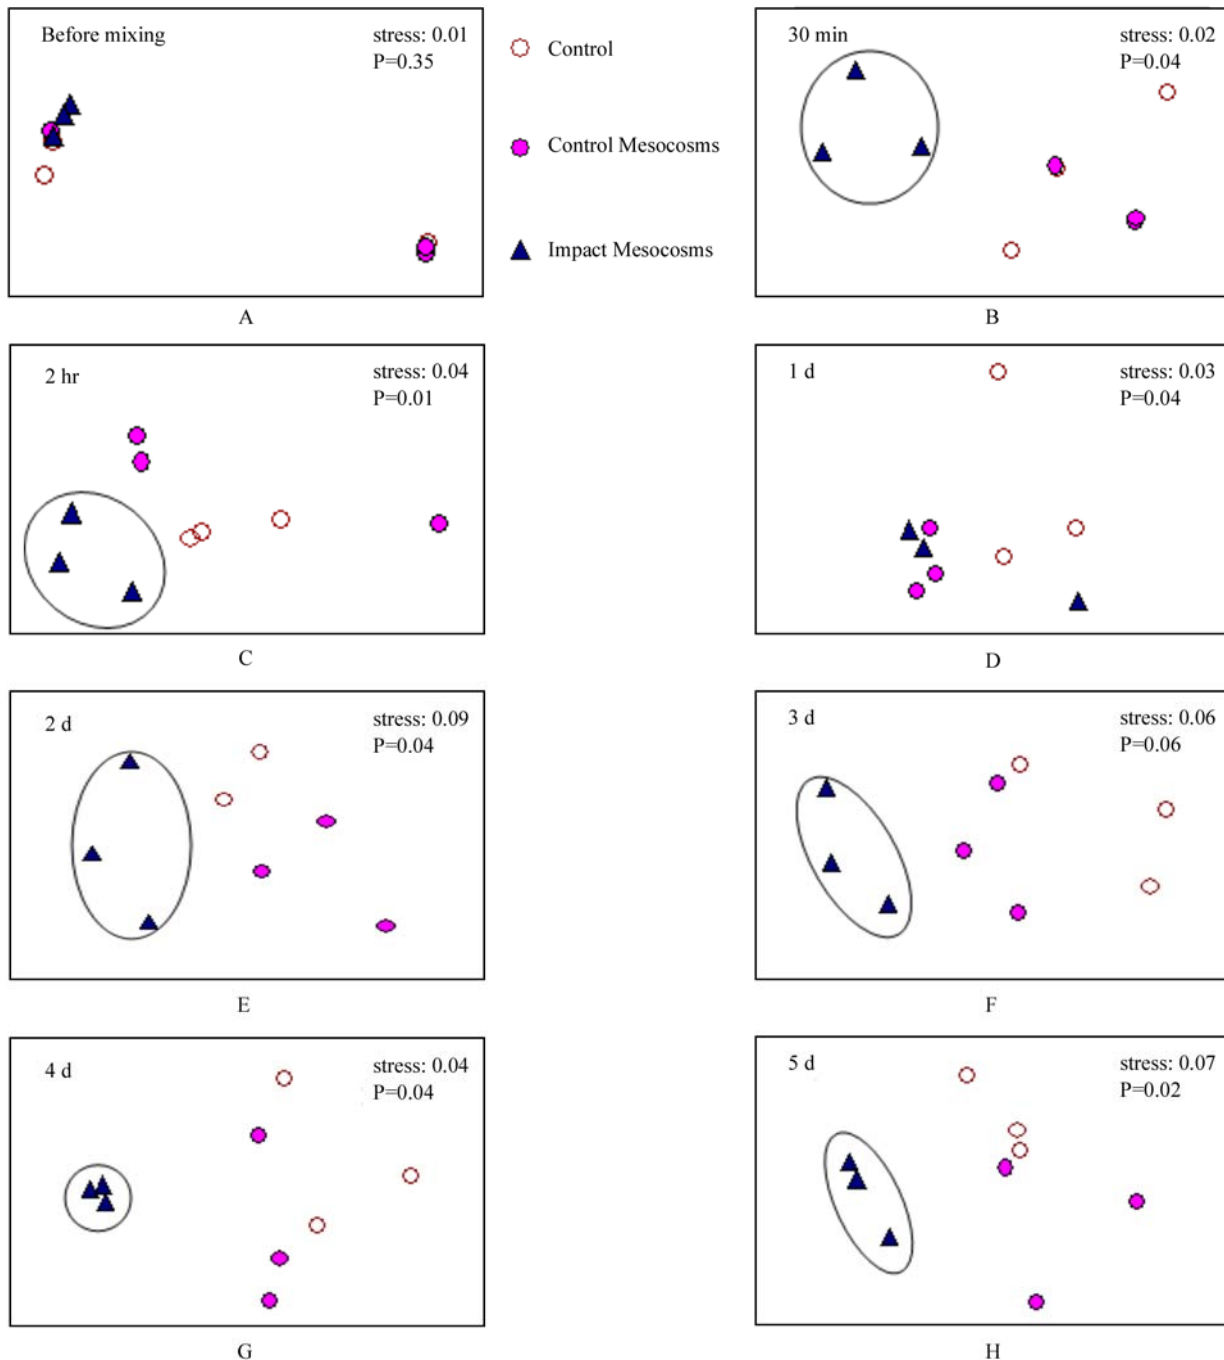 Before mixing
stress: 0.01
P=0.35
A
Control
Control Mesocosms
Impact Mesocosms
30 min
stress: 0.02
P=0.04
B
2 hr
stress: 0.04
P=0.01
C
1 d
stress: 0.03
P=0.04
D
2 d
stress: 0.09
P=0.04
E
3 d
stress: 0.06
P=0.06
F
4 d
stress: 0.04
P=0.04
G
5 d
stress: 0.07
P=0.02
H